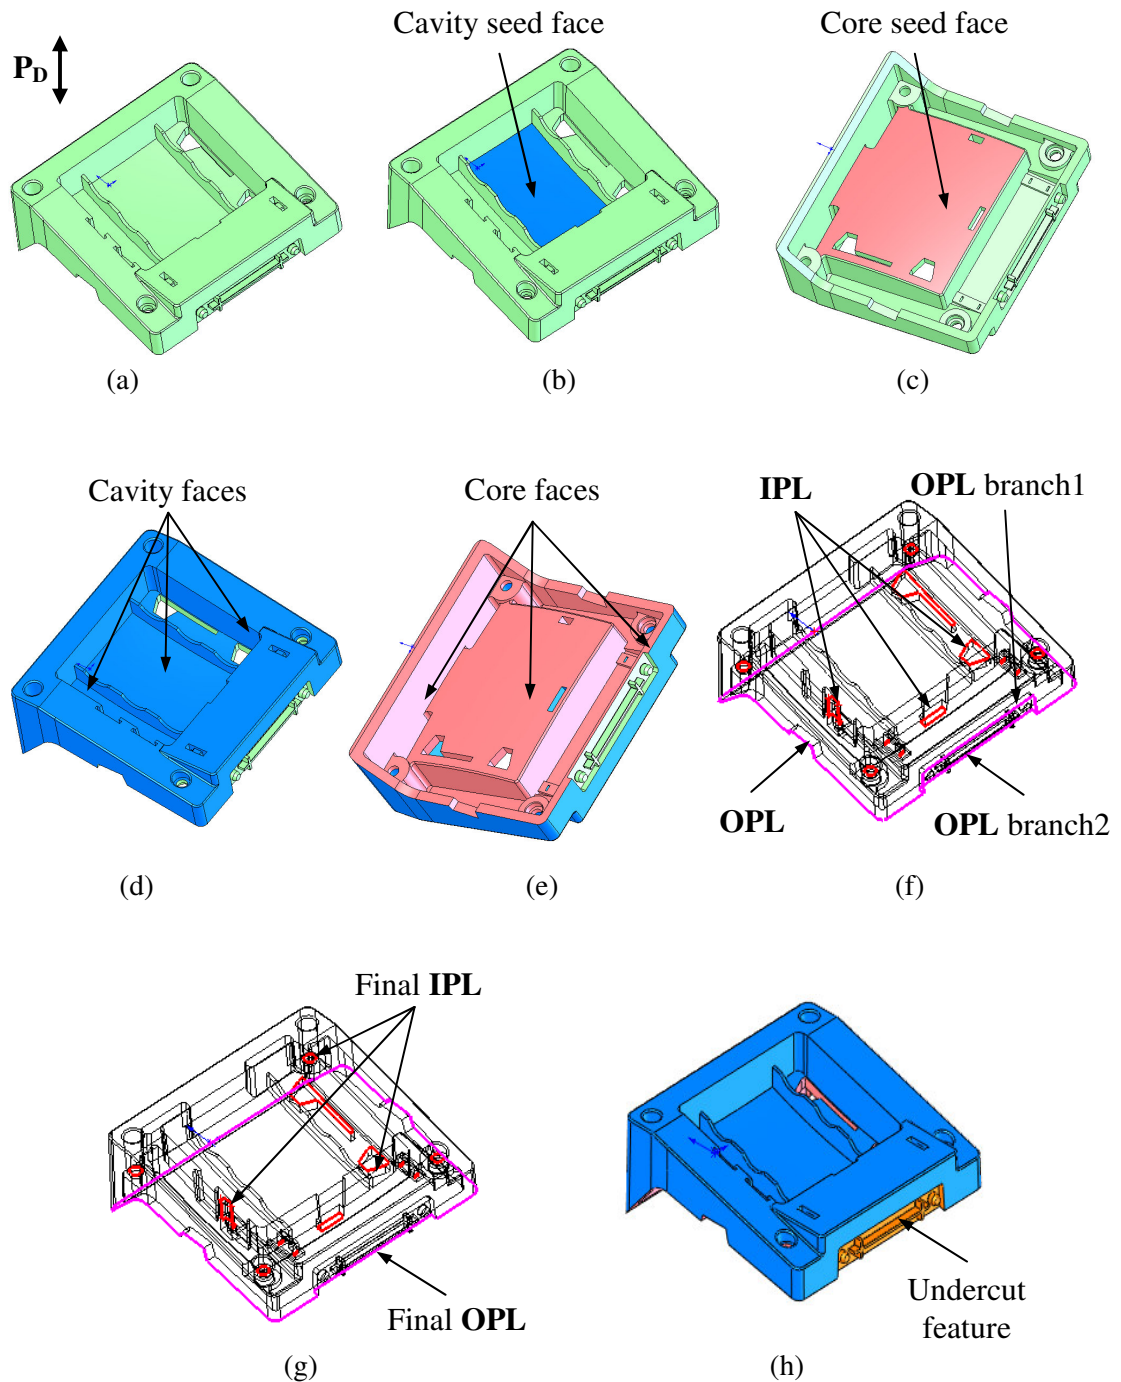 Cavity seed face
Core seed face
P_D
(a)
(b)
(c)
Cavity faces
Core faces
IPL
OPL branch1
OPL
OPL branch2
(d)
(e)
(f)
Final IPL
Final OPL
Undercut
feature
(g)
(h)